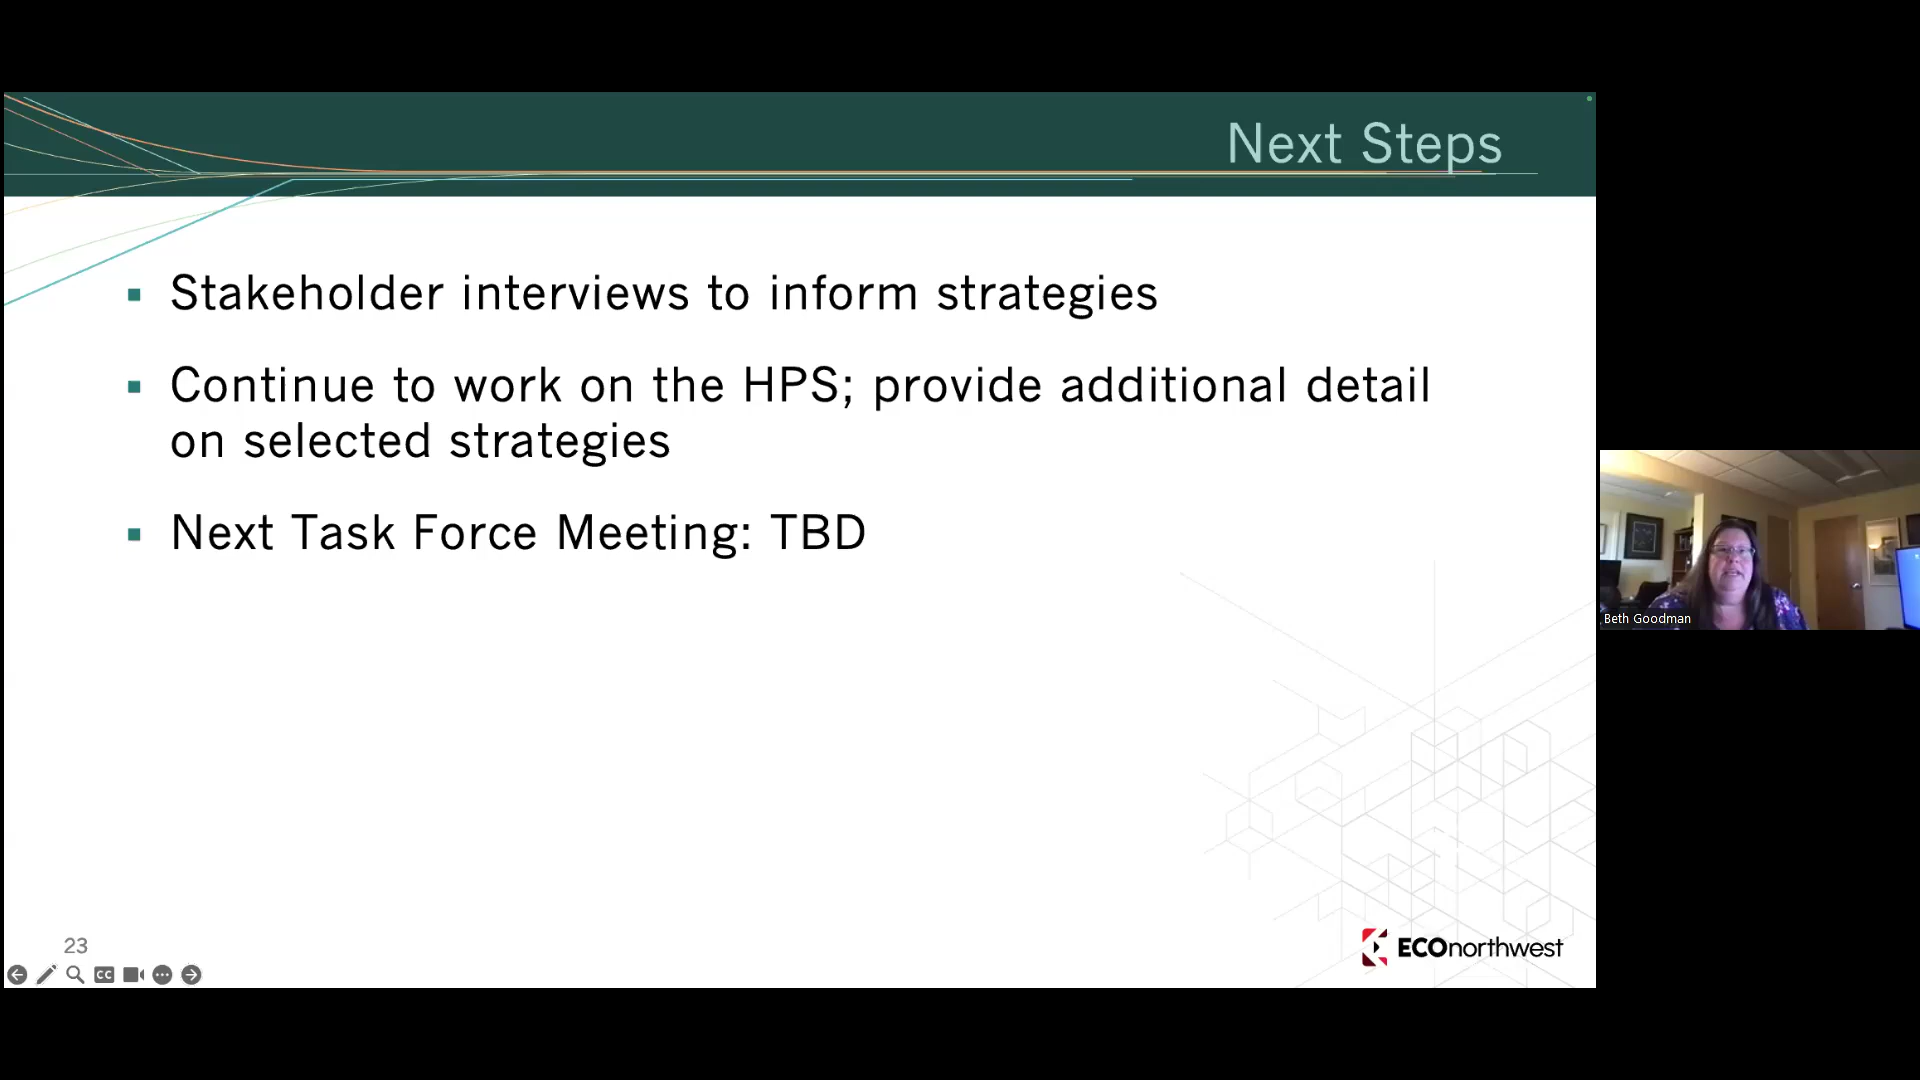 Next Steps
▪ Stakeholder interviews to inform strategies
▪ Continue to work on the HPS; provide additional detail
on selected strategies
▪ Next Task Force Meeting: TBD
Beth Goodman
23
CC
ECOnorthwest